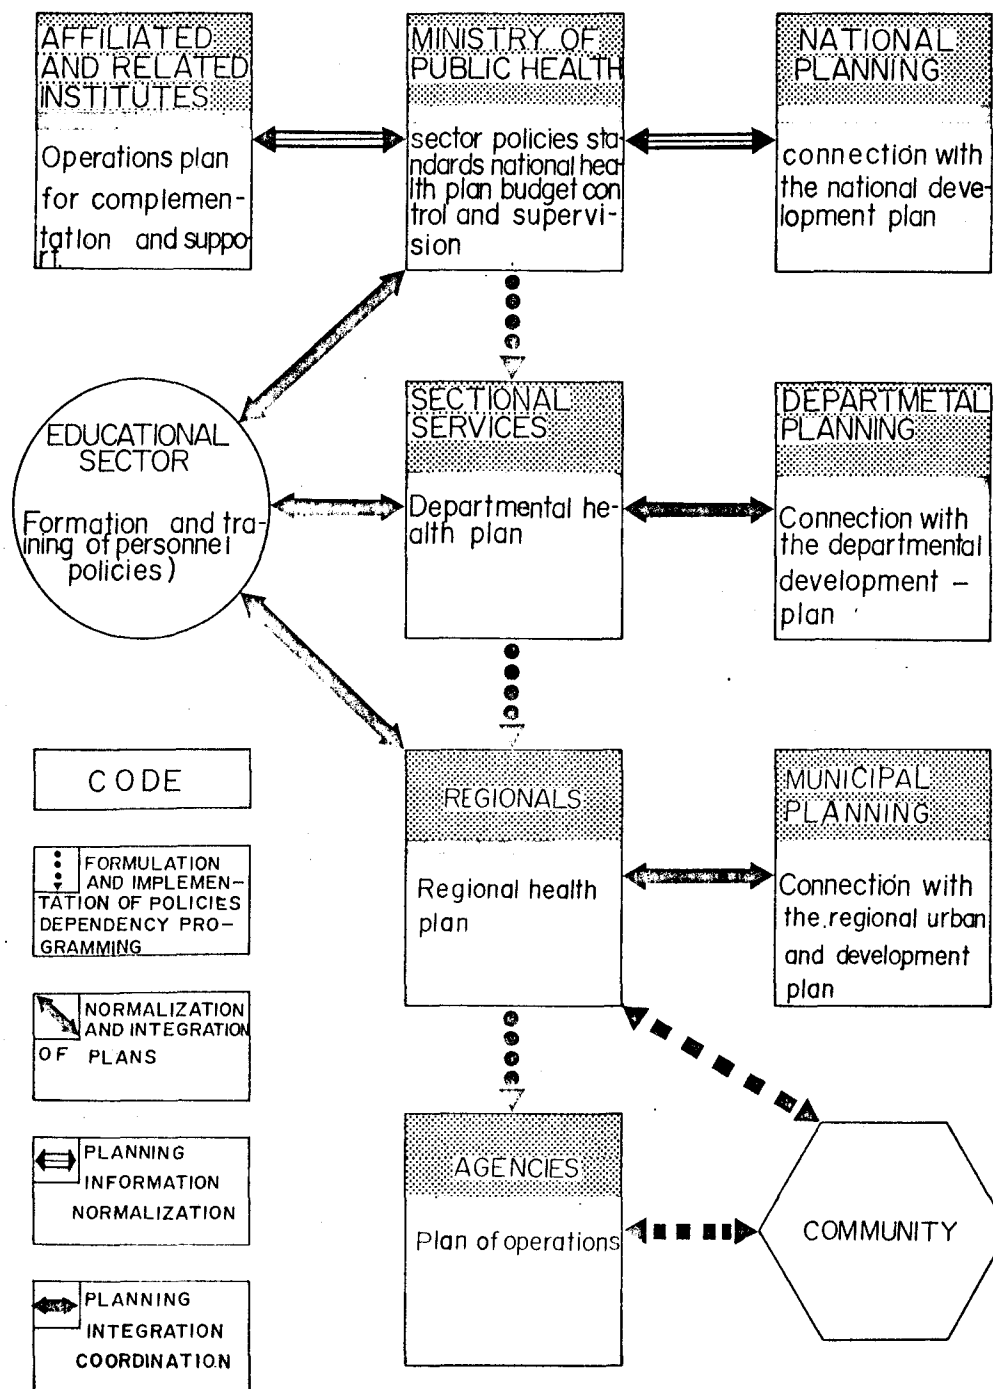 AFFILIATED
AND RELATED
INSTITUTES
Operations plan
for complemen-
tation and suppo-
rt.
MINISTRY OF
PUBLIC HEALTH
sector policies sta-
ndards national hea-
lth plan budget con
trol and supervi-
sion
NATIONAL
PLANNING
connection with
the national deve-
lopment plan
EDUCATIONAL
SECTOR
Formation and tra-
ining of personnel
policies)
SECTIONAL
SERVICES
Departmental he-
alth plan
DEPARTMETAL
PLANNING
Connection with
the departmental
development -
plan
CODE
FORMULATION
AND IMPLEMEN-
TATION OF POLICIES
DEPENDENCY PRO-
GRAMMING
NORMALIZATION
AND INTEGRATION
OF PLANS
PLANNING
INFORMATION
NORMALIZATION
PLANNING
INTEGRATION
COORDINATION
REGIONALS
Regional health
plan
MUNICIPAL
PLANNING
Connection with
the.regional urban
and development
plan
AGENCIES
Plan of operations
COMMUNITY